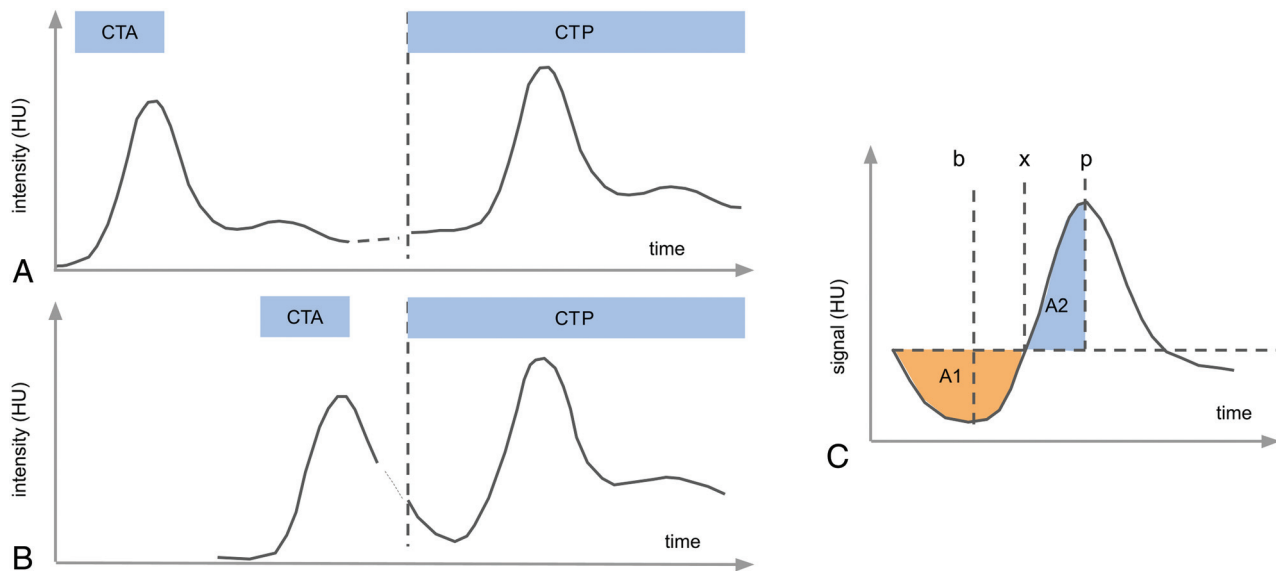 CTA
CTP
intensity (HU)
time
A
CTA
CTP
intensity (HU)
time
B
b
x
p
signal (HU)
A1
A2
time
C